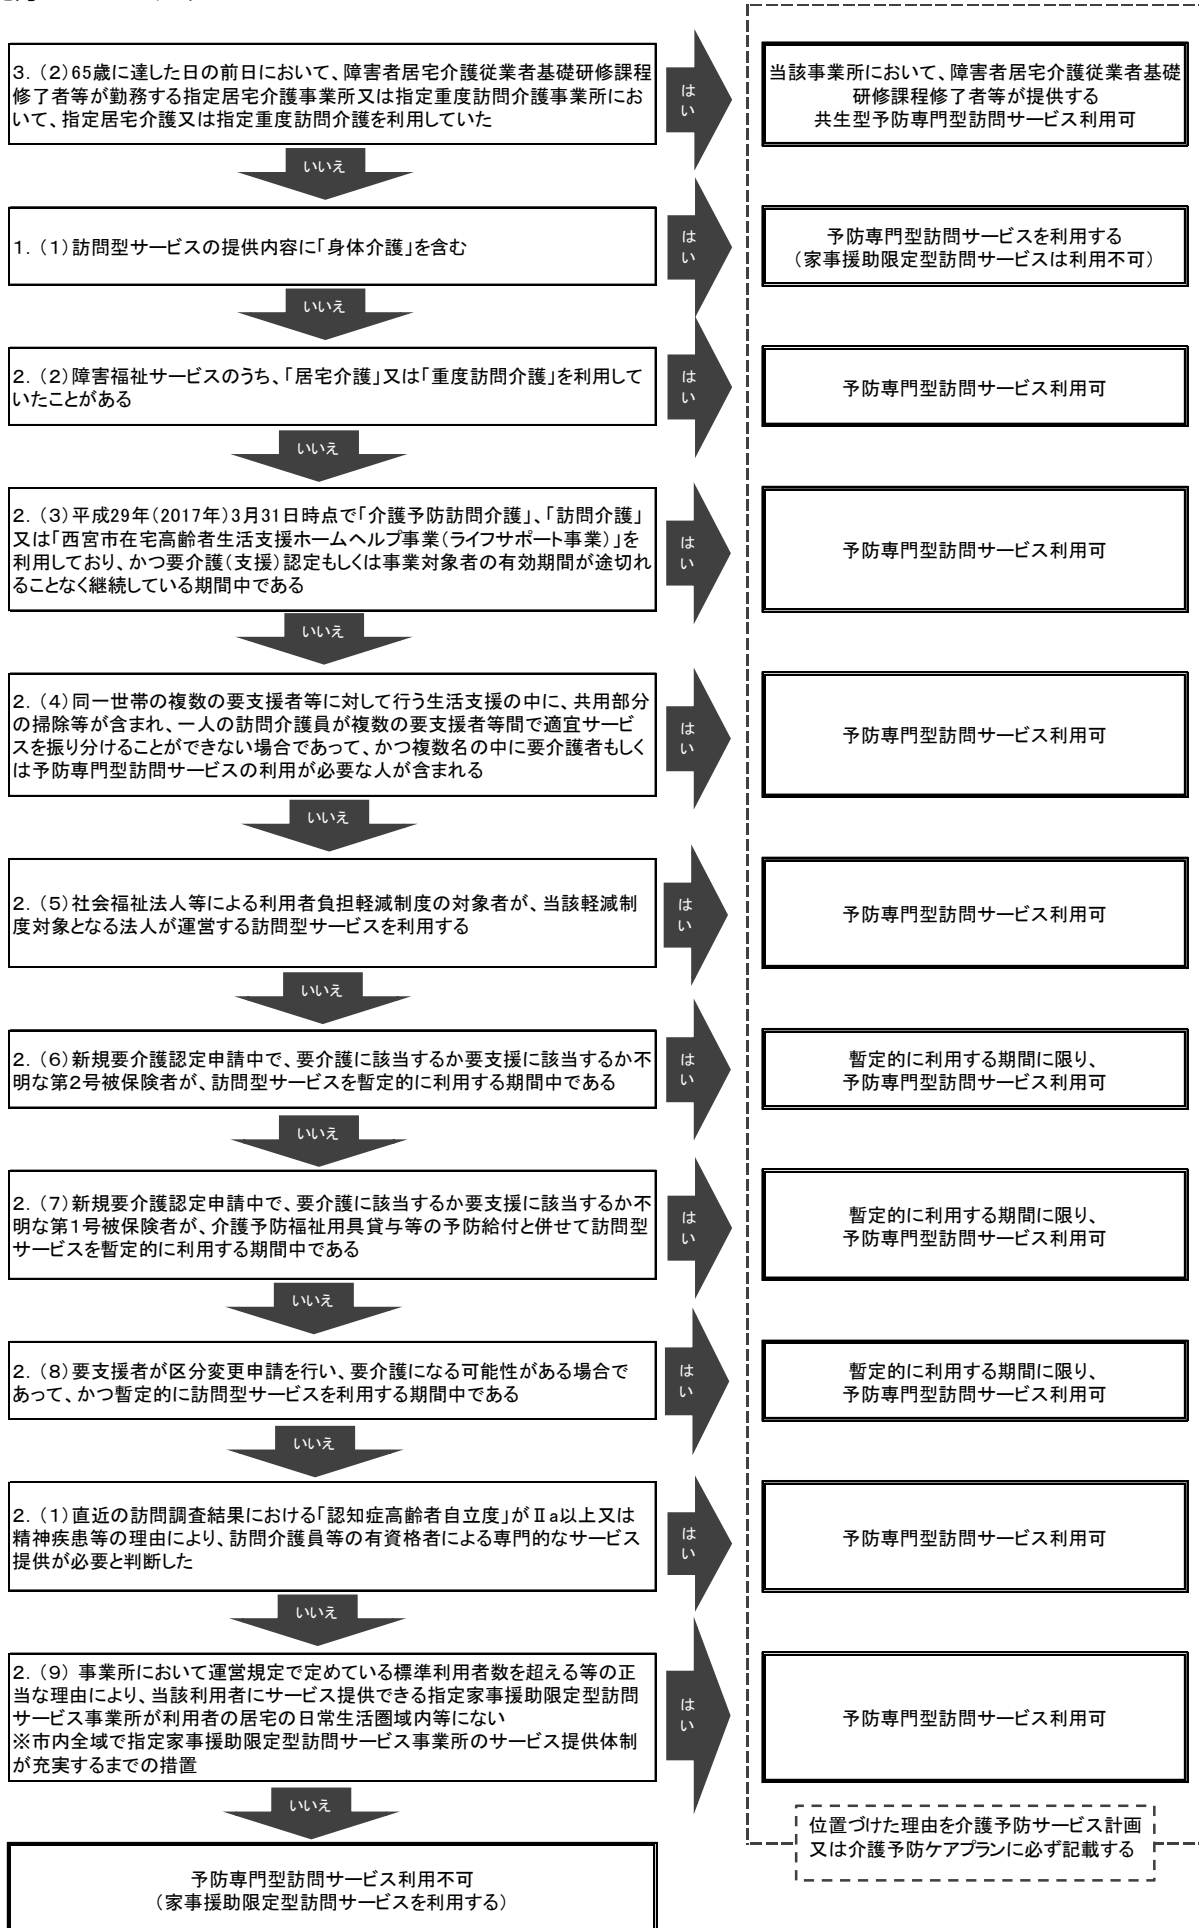 3．（2）65歳に達した日の前日において、障害者居宅介護従業者基礎研修課程
修了者等が勤務する指定居宅介護事業所又は指定重度訪問介護事業所にお
いて、指定居宅介護又は指定重度訪問介護を利用していた
はい
当該事業所において、障害者居宅介護従業者基礎
研修課程修了者等が提供する
共生型予防専門型訪問サービス利用可
いいえ
1．（1）訪問型サービスの提供内容に「身体介護」を含む
はい
予防専門型訪問サービスを利用する
（家事援助限定型訪問サービスは利用不可）
いいえ
2．（2）障害福祉サービスのうち、「居宅介護」又は「重度訪問介護」を利用して
いたことがある
はい
予防専門型訪問サービス利用可
いいえ
2．（3）平成29年（2017年）3月31日時点で「介護予防訪問介護」、「訪問介護」
又は「西宮市在宅高齢者生活支援ホームヘルプ事業（ライフサポート事業）」を
利用しており、かつ要介護（支援）認定もしくは事業対象者の有効期間が途切れ
ることなく継続している期間中である
はい
予防専門型訪問サービス利用可
いいえ
2．（4）同一世帯の複数の要支援者等に対して行う生活支援の中に、共用部分
の掃除等が含まれ、一人の訪問介護員が複数の要支援者等間で適宜サービ
スを振り分けることができない場合であって、かつ複数名の中に要介護者もしく
は予防専門型訪問サービスの利用が必要な人が含まれる
はい
予防専門型訪問サービス利用可
いいえ
2．（5）社会福祉法人等による利用者負担軽減制度の対象者が、当該軽減制
度対象となる法人が運営する訪問型サービスを利用する
はい
予防専門型訪問サービス利用可
いいえ
2．（6）新規要介護認定申請中で、要介護に該当するか要支援に該当するか不
明な第2号被保険者が、訪問型サービスを暫定的に利用する期間中である
はい
暫定的に利用する期間に限り、
予防専門型訪問サービス利用可
いいえ
2．（7）新規要介護認定申請中で、要介護に該当するか要支援に該当するか不
明な第1号被保険者が、介護予防福祉用具貸与等の予防給付と併せて訪問型
サービスを暫定的に利用する期間中である
はい
暫定的に利用する期間に限り、
予防専門型訪問サービス利用可
いいえ
2．（8）要支援者が区分変更申請を行い、要介護になる可能性がある場合で
あって、かつ暫定的に訪問型サービスを利用する期間中である
はい
暫定的に利用する期間に限り、
予防専門型訪問サービス利用可
いいえ
2．（1）直近の訪問調査結果における「認知症高齢者自立度」がⅡa以上又は
精神疾患等の理由により、訪問介護員等の有資格者による専門的なサービス
提供が必要と判断した
はい
予防専門型訪問サービス利用可
いいえ
2．（9） 事業所において運営規定で定めている標準利用者数を超える等の正
当な理由により、当該利用者にサービス提供できる指定家事援助限定型訪問
サービス事業所が利用者の居宅の日常生活圏域内等にない
※市内全域で指定家事援助限定型訪問サービス事業所のサービス提供体制
が充実するまでの措置
はい
予防専門型訪問サービス利用可
いいえ
位置づけた理由を介護予防サービス計画
又は介護予防ケアプランに必ず記載する
予防専門型訪問サービス利用不可
（家事援助限定型訪問サービスを利用する）